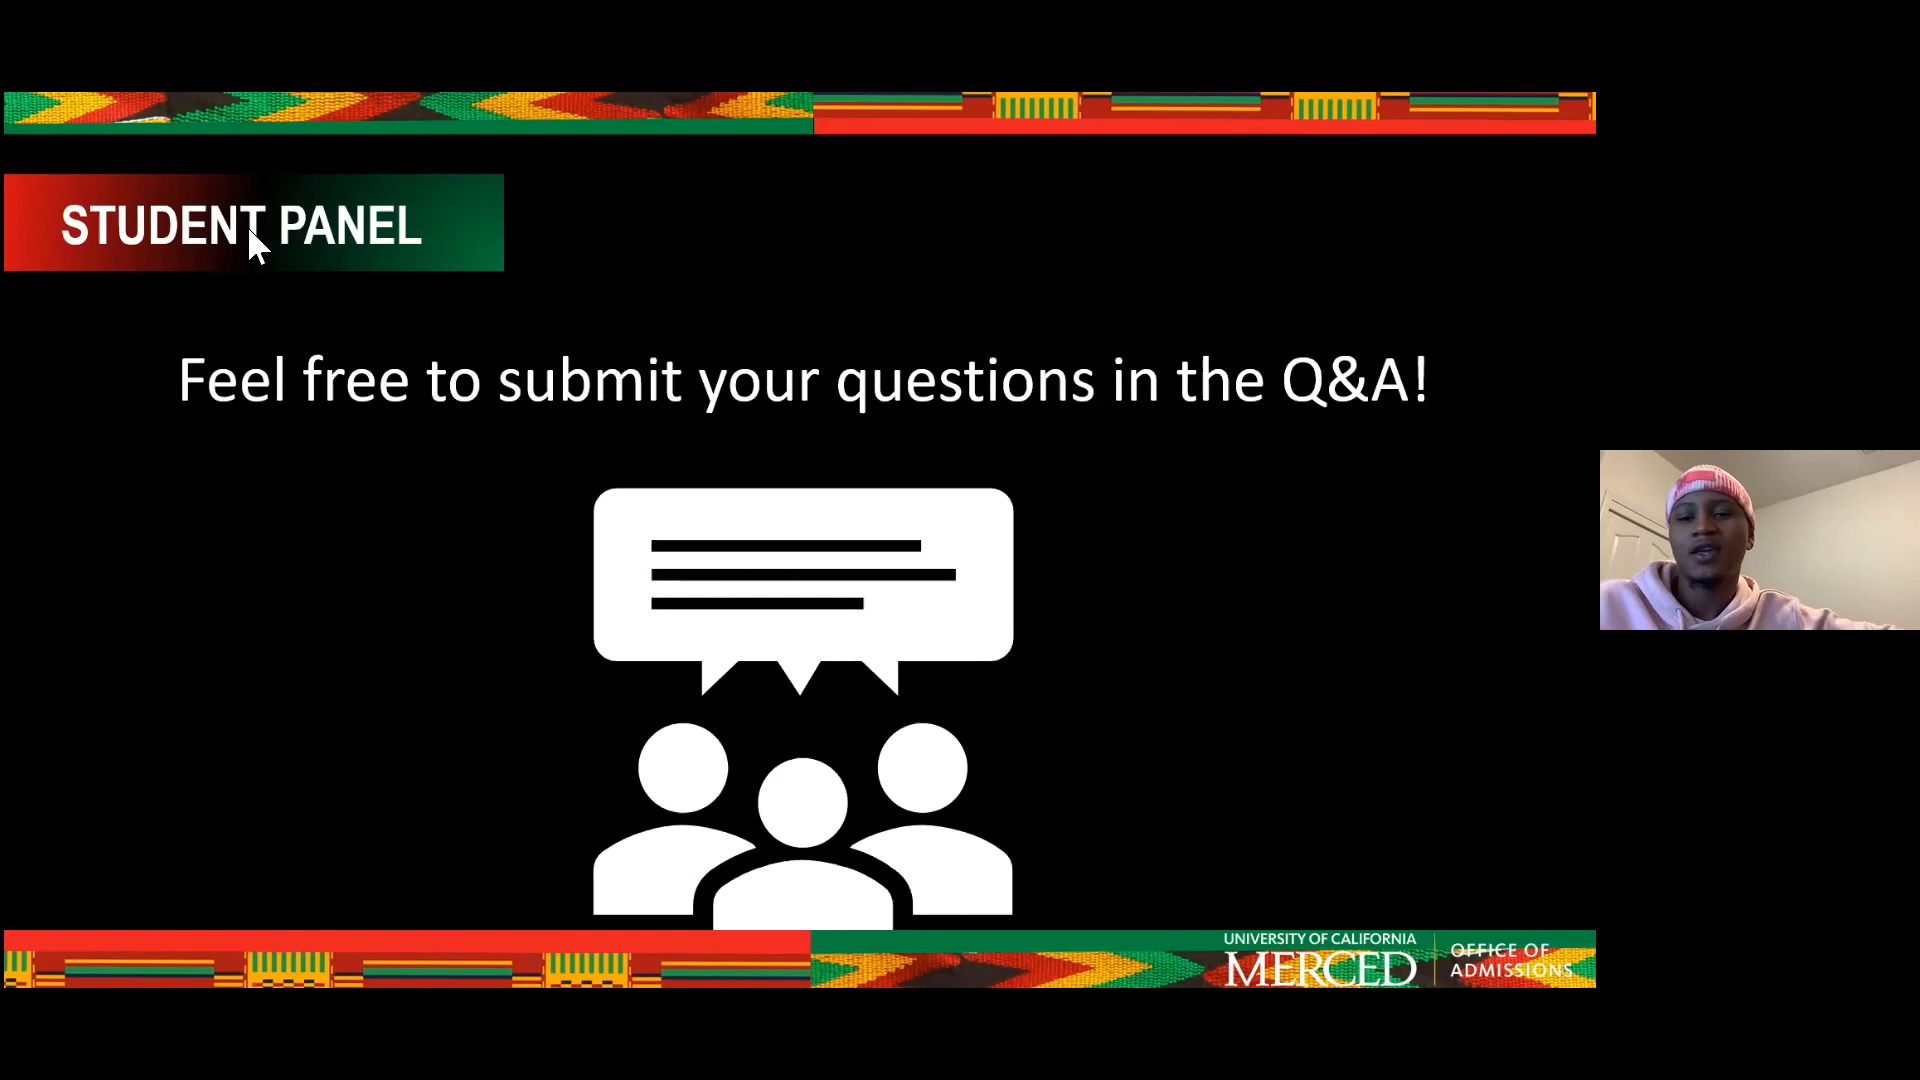 STUDENT PANEL
Feel free to submit your questions in the Q&A!
UNIVERSITY OF CALIFORNIA
MERCED
OFFICE OF
ADMISSIONS